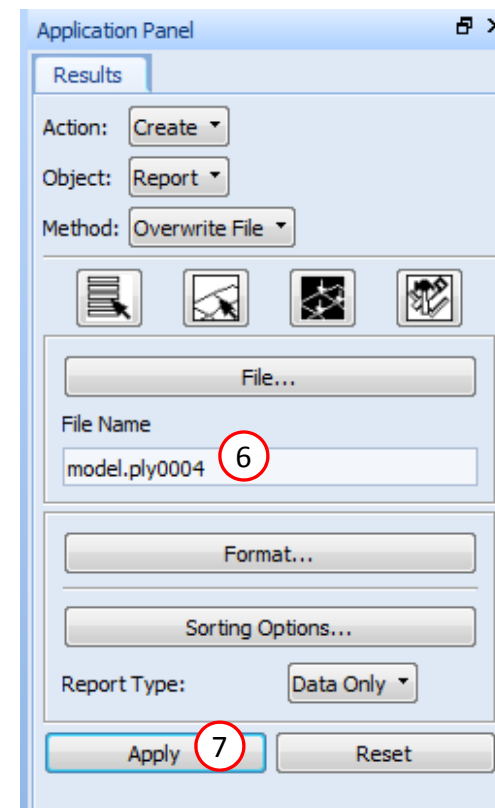 Application Panel
Results
Action: Create
Object: Report
Method: Overwrite File
File...
File Name
model.ply0004 6
Format...
Sorting Options...
Report Type: Data Only
Apply 7 Reset